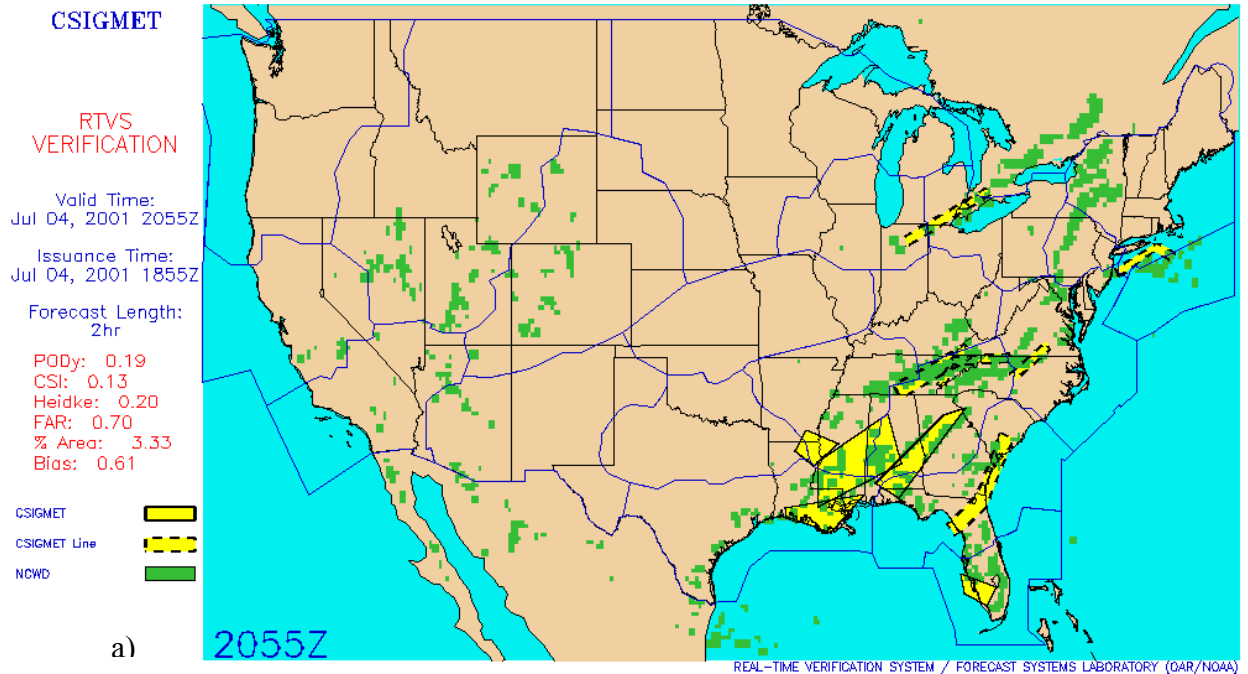 CSIGMET
RTVS
VERIFICATION
Valid Time:
Jul 04, 2001 2055Z
Issuance Time:
Jul 04, 2001 1855Z
Forecast Length:
2hr
PODy: 0.19
CSI: 0.13
Heidke: 0.20
FAR: 0.70
% Area: 3.33
Bias: 0.61
CSIGMET
CSIGMET Line
NCWD
a)
2055Z
REAL-TIME VERIFICATION SYSTEM / FORECAST SYSTEMS LABORATORY (OAR/NOAA)